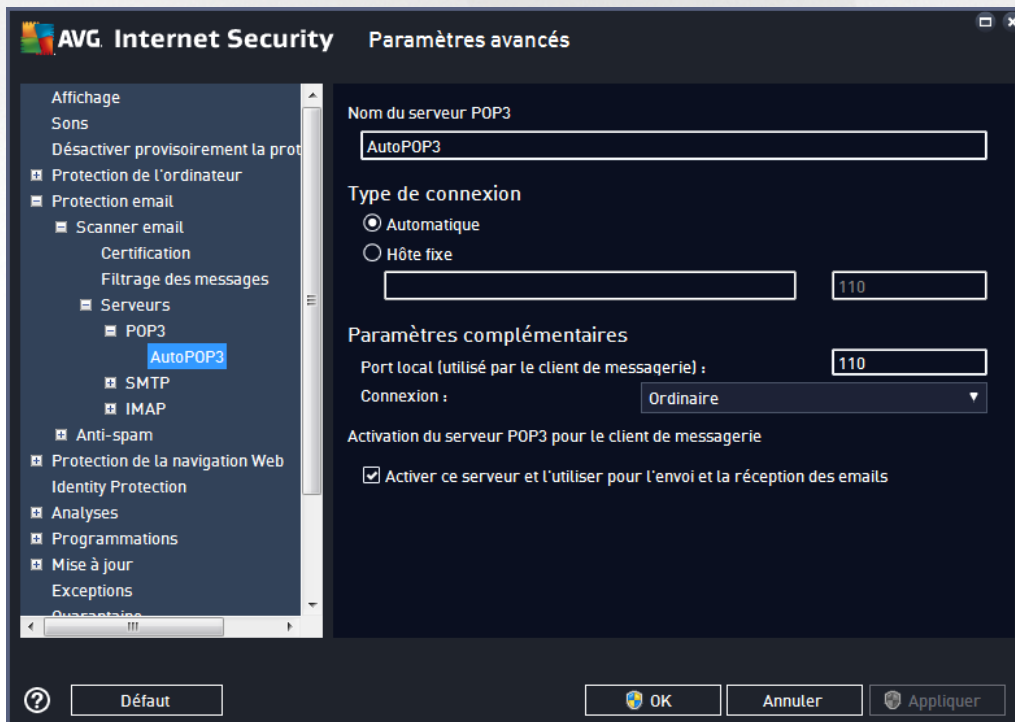 AVG. Internet Security Paramètres avancés
Affichage
Sons
Désactiver provisoirement la prot
Protection de l'ordinateur
Protection email
Scanner email
Certification
Filtrage des messages
Serveurs
POP3
AutoPOP3
SMTP
IMAP
Anti-spam
Protection de la navigation Web
Identity Protection
Analyses
Programmations
Mise à jour
Exceptions
Quarantaine
Nom du serveur POP3
AutoPOP3
Type de connexion
Automatique
Hôte fixe
110
Paramètres complémentaires
Port local (utilisé par le client de messagerie) : 110
Connexion : Ordinaire
Activation du serveur POP3 pour le client de messagerie
Activer ce serveur et l'utiliser pour l'envoi et la réception des emails
Défaut OK Annuler Appliquer